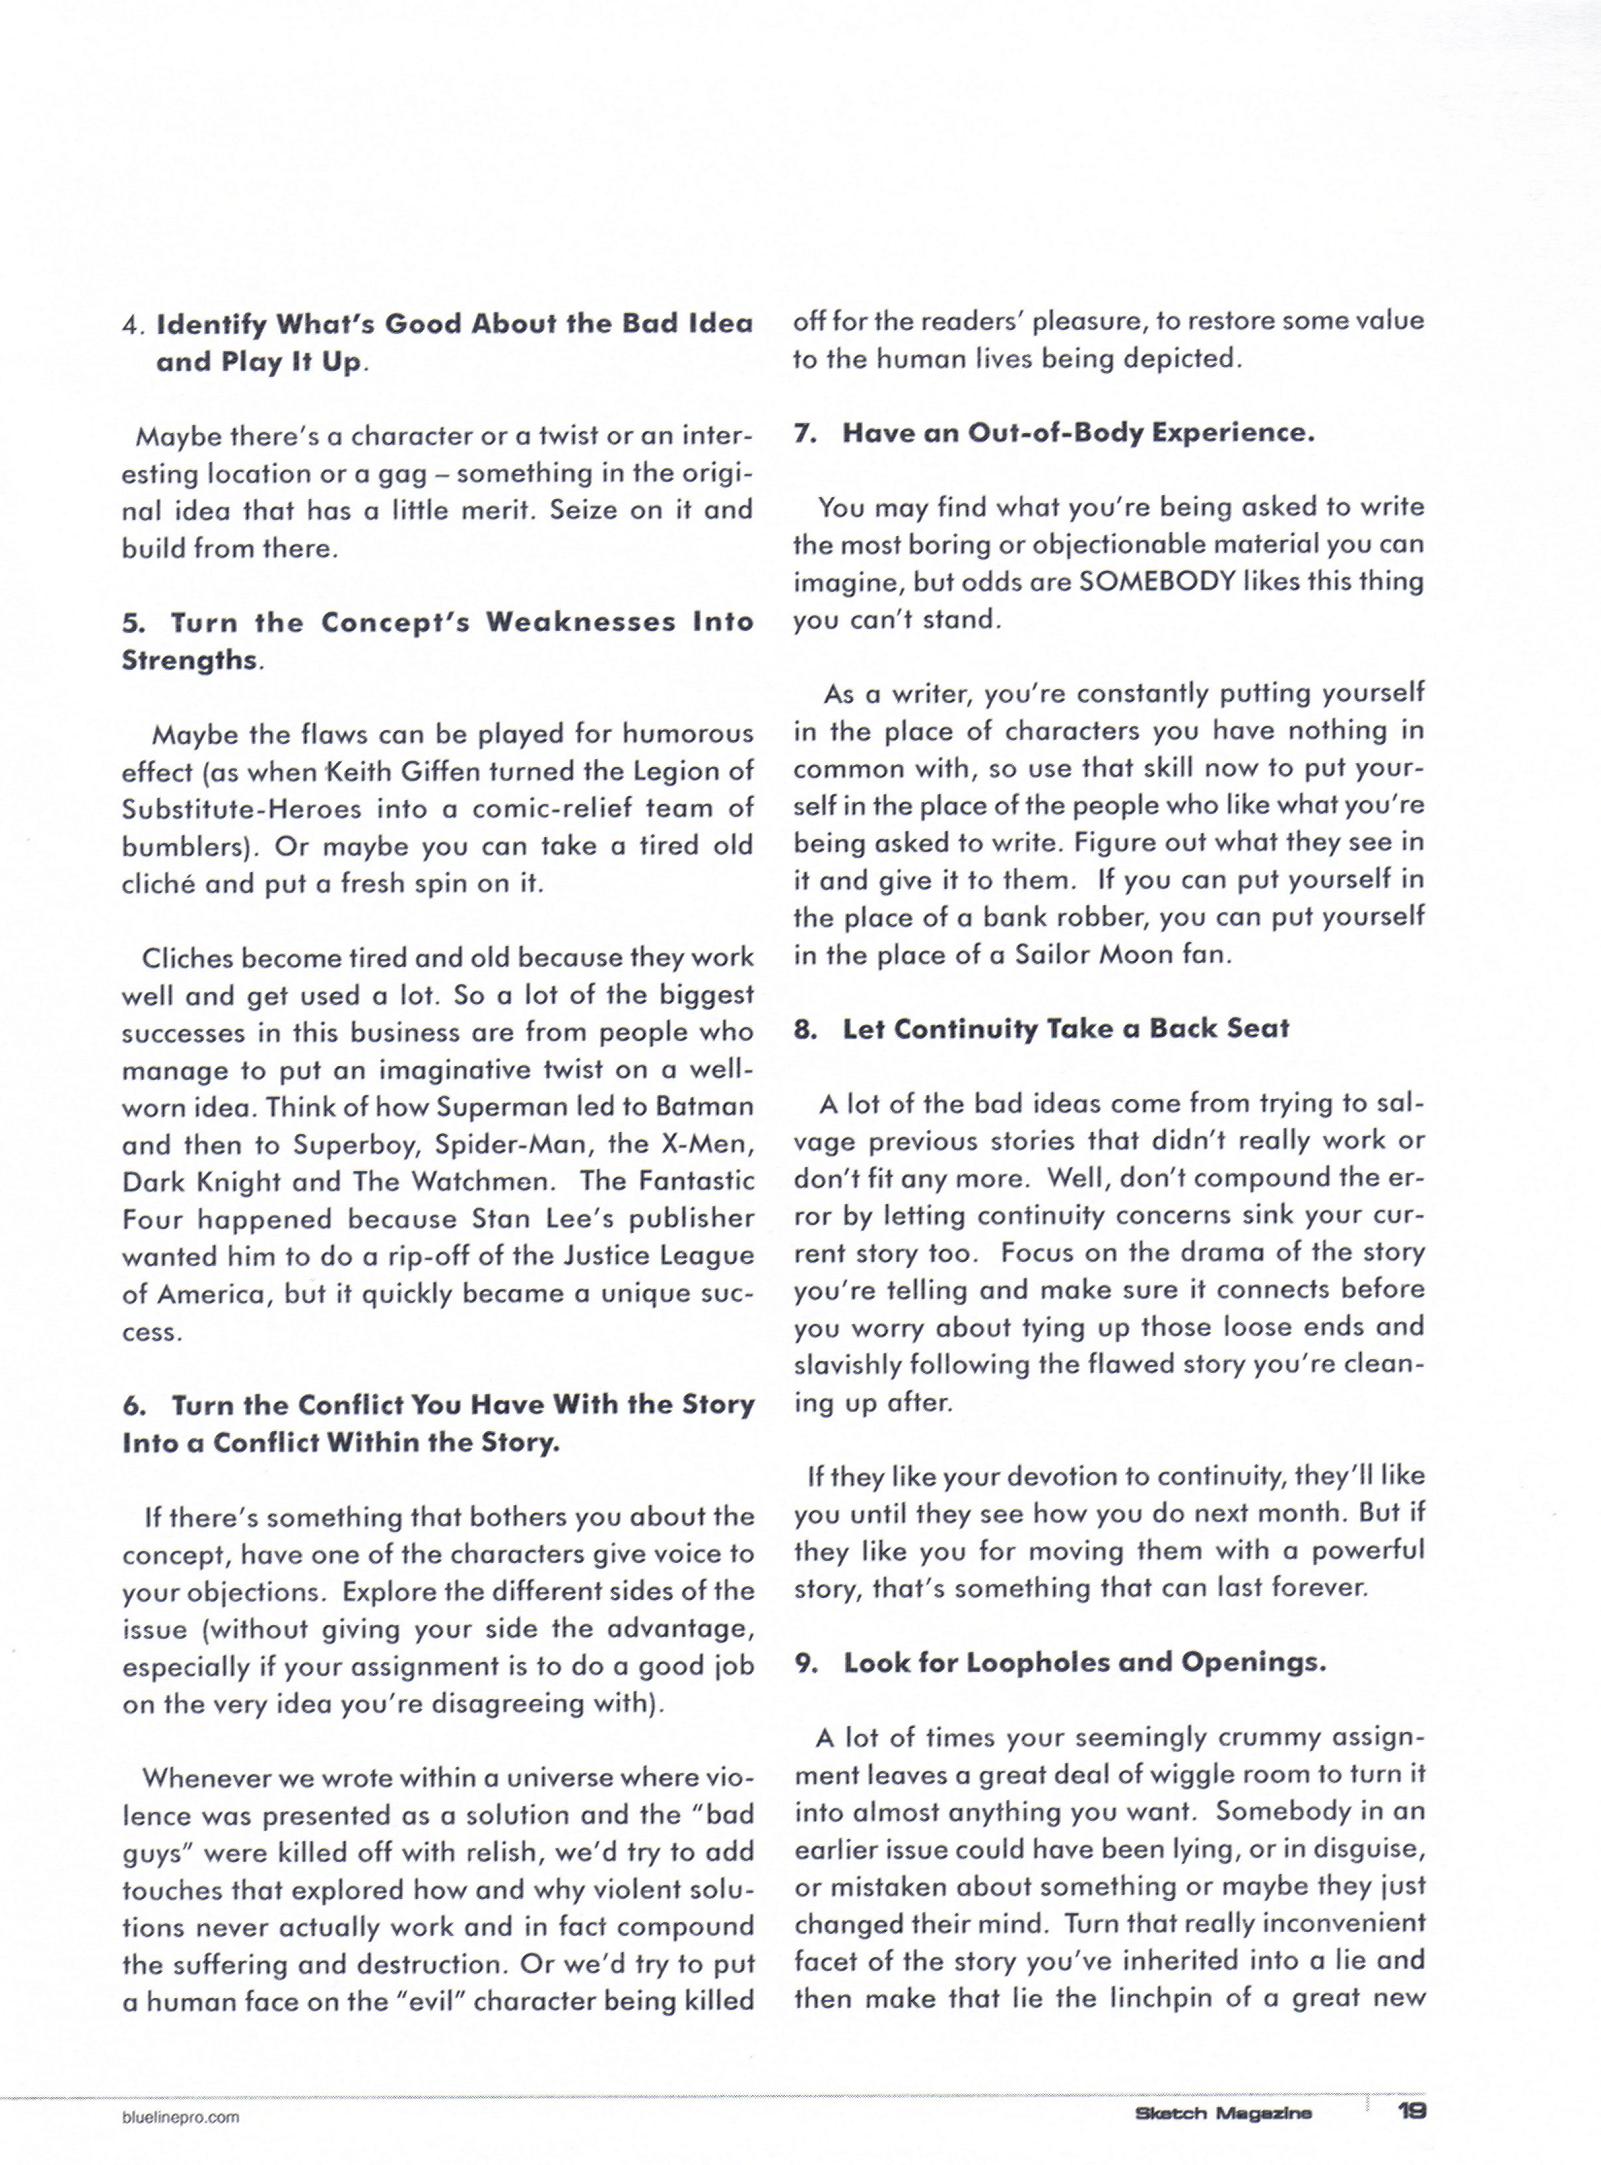 4. Identify What's Good About the Bad Idea
and Play It Up.
Maybe there's a character or a twist or an inter-
esting location or a gag – something in the origi-
nal idea that has a little merit. Seize on it and
build from there.
5. Turn the Concept's Weaknesses Into
Strengths.
Maybe the flaws can be played for humorous
effect (as when Keith Giffen turned the Legion of
Substitute-Heroes into a comic-relief team of
bumblers). Or maybe you can take a tired old
cliché and put a fresh spin on it.
Cliches become tired and old because they work
well and get used a lot. So a lot of the biggest
successes in this business are from people who
manage to put an imaginative twist on a well-
worn idea. Think of how Superman led to Batman
and then to Superboy, Spider-Man, the X-Men,
Dark Knight and The Watchmen. The Fantastic
Four happened because Stan Lee's publisher
wanted him to do a rip-off of the Justice League
of America, but it quickly became a unique suc-
cess.
6. Turn the Conflict You Have With the Story
Into a Conflict Within the Story.
If there's something that bothers you about the
concept, have one of the characters give voice to
your objections. Explore the different sides of the
issue (without giving your side the advantage,
especially if your assignment is to do a good job
on the very idea you're disagreeing with).
Whenever we wrote within a universe where vio-
lence was presented as a solution and the "bad
guys" were killed off with relish, we'd try to add
touches that explored how and why violent solu-
tions never actually work and in fact compound
the suffering and destruction. Or we'd try to put
a human face on the "evil" character being killed
off for the readers' pleasure, to restore some value
to the human lives being depicted.
7. Have an Out-of-Body Experience.
You may find what you're being asked to write
the most boring or objectionable material you can
imagine, but odds are SOMEBODY likes this thing
you can't stand.
As a writer, you're constantly putting yourself
in the place of characters you have nothing in
common with, so use that skill now to put your-
self in the place of the people who like what you're
being asked to write. Figure out what they see in
it and give it to them. If you can put yourself in
the place of a bank robber, you can put yourself
in the place of a Sailor Moon fan.
8. Let Continuity Take a Back Seat
A lot of the bad ideas come from trying to sal-
vage previous stories that didn't really work or
don't fit any more. Well, don't compound the er-
ror by letting continuity concerns sink your cur-
rent story too. Focus on the drama of the story
you're telling and make sure it connects before
you worry about tying up those loose ends and
slavishly following the flawed story you're clean-
ing up after.
If they like your devotion to continuity, they'll like
you until they see how you do next month. But if
they like you for moving them with a powerful
story, that's something that can last forever.
9. Look for Loopholes and Openings.
A lot of times your seemingly crummy assign-
ment leaves a great deal of wiggle room to turn it
into almost anything you want. Somebody in an
earlier issue could have been lying, or in disguise,
or mistaken about something or maybe they just
changed their mind. Turn that really inconvenient
facet of the story you've inherited into a lie and
then make that lie the linchpin of a great new
bluelinepro.com
Sketch Magazine 19